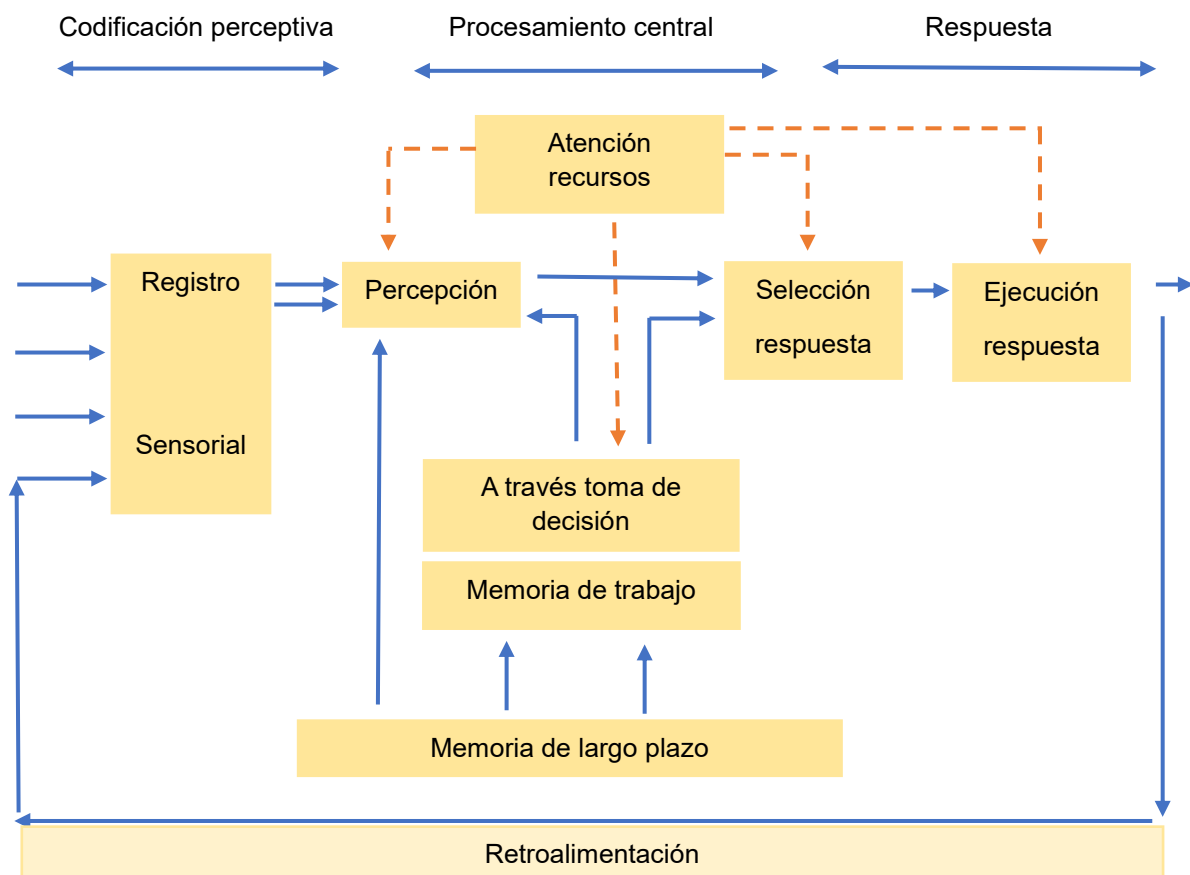 Codificación perceptiva
Procesamiento central
Respuesta
Atención
recursos
Registro
Sensorial
Percepción
Selección
respuesta
Ejecución
respuesta
A través toma de
decisión
Memoria de trabajo
Memoria de largo plazo
Retroalimentación